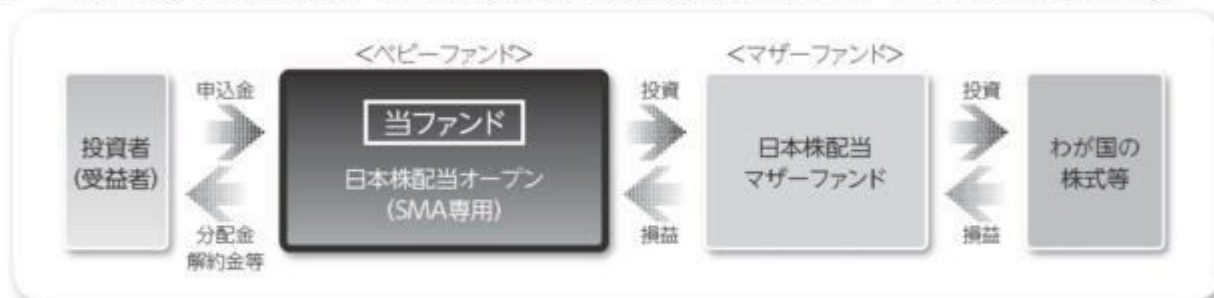 <ベビーファンド>
<マザーファンド>
投資者
(受益者)
申込金
分配金
解約金等
当ファンド
日本株配当オープン
(SMA専用)
投資
損益
日本株配当
マザーファンド
投資
損益
わが国の
株式等